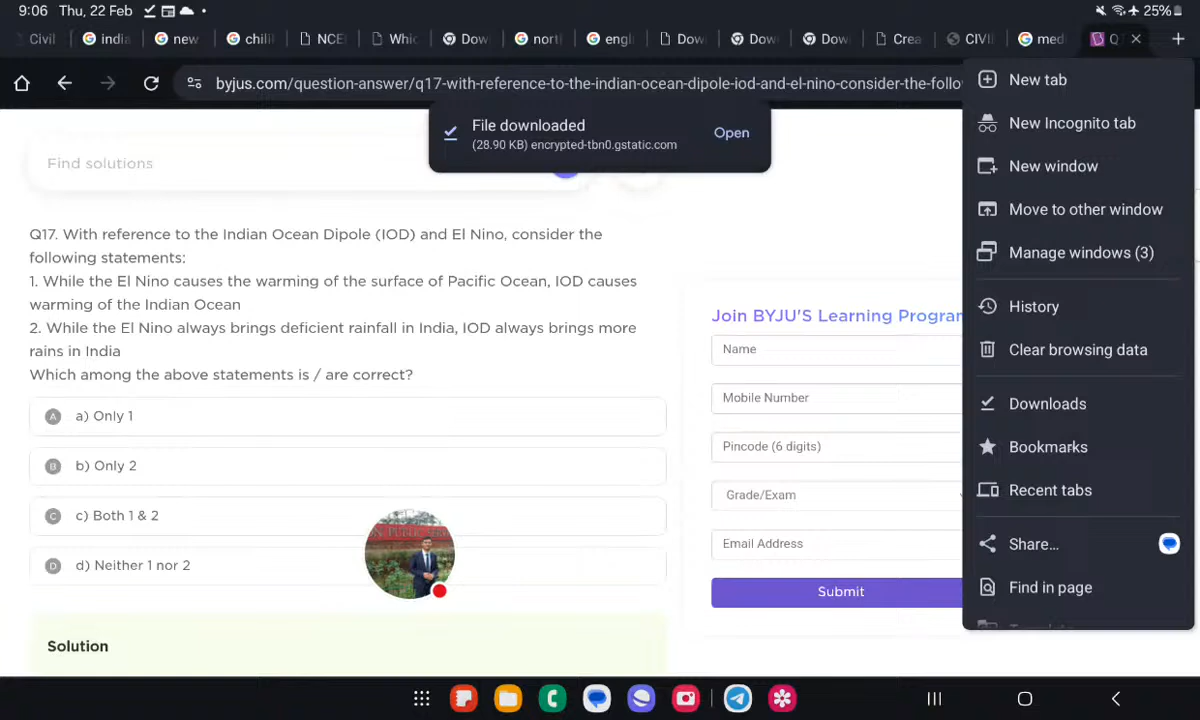 9:06 Thu, 22 Feb
25%
Civil
india
new
chili
NCE
Whic
Dow
nort
engli
Dow
Dow
Dow
Crea
CIVI
med
Q
byjus.com/question-answer/q17-with-reference-to-the-indian-ocean-dipole-iod-and-el-nino-consider-the-follo
File downloaded
(28.90 KB) encrypted-tbn0.gstatic.com
Open
Find solutions
Q17. With reference to the Indian Ocean Dipole (IOD) and El Nino, consider the
following statements:
1. While the El Nino causes the warming of the surface of Pacific Ocean, IOD causes
warming of the Indian Ocean
2. While the El Nino always brings deficient rainfall in India, IOD always brings more
rains in India
Which among the above statements is / are correct?
A a) Only 1
B b) Only 2
C c) Both 1 & 2
D d) Neither 1 nor 2
Solution
Join BYJU'S Learning Program
Name
Mobile Number
Pincode (6 digits)
Grade/Exam
Email Address
Submit
New tab
New Incognito tab
New window
Move to other window
Manage windows (3)
History
Clear browsing data
Downloads
Bookmarks
Recent tabs
Share...
Find in page